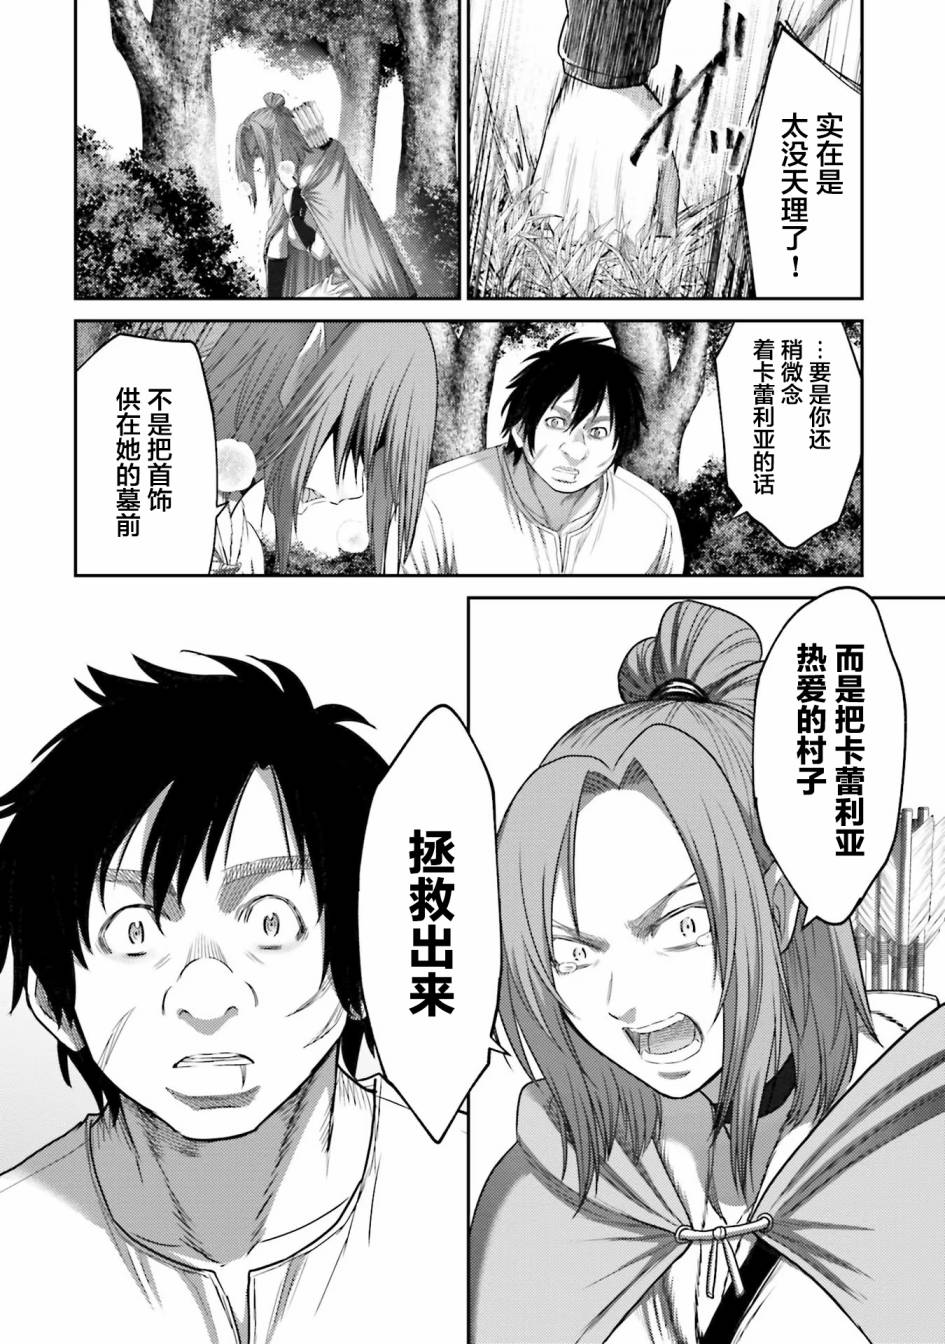 实在是
太没天理了！
…要是你还
稍微念
着卡蕾利亚的话
不是把首饰
供在她的墓前
而是把卡蕾利亚
热爱的村子
拯救出来